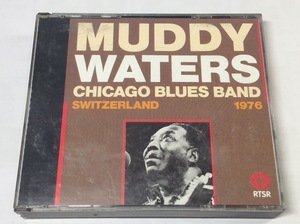 MUDDY
WATERS
CHICAGO BLUES BAND
SWITZERLAND 1976
RTSR